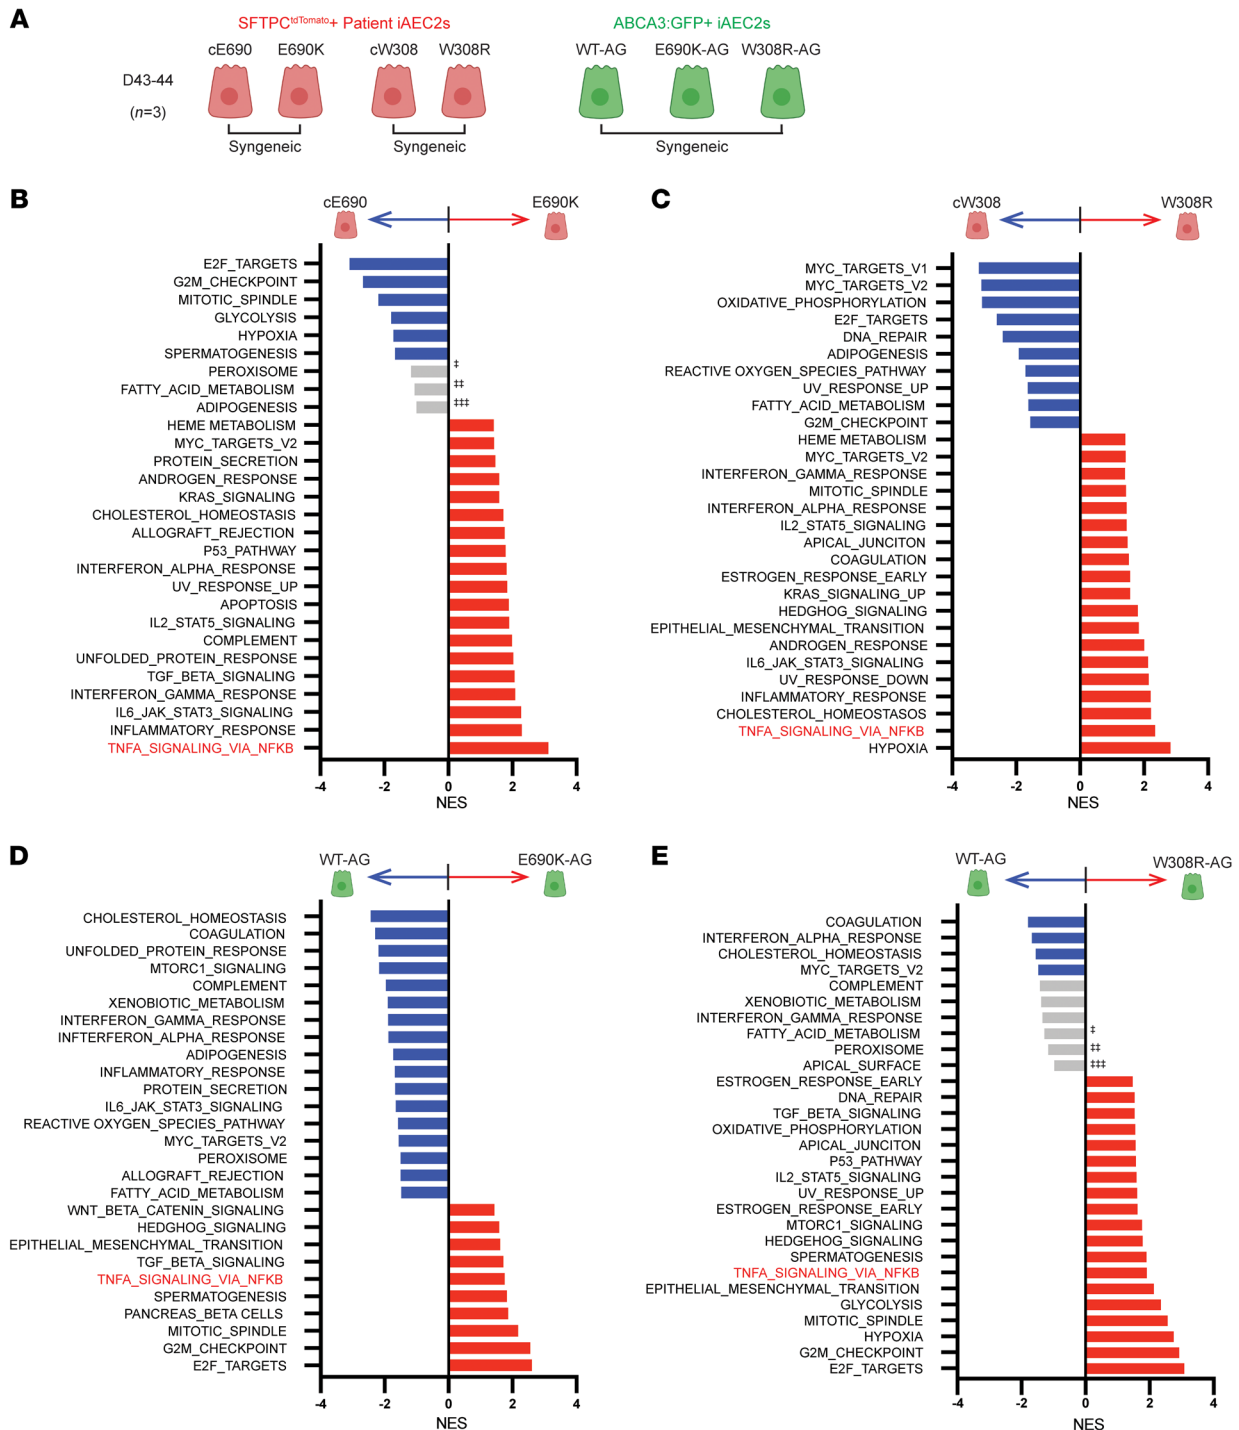 A
SFTPCtdTomato+ Patient iAEC2s
ABCA3:GFP+ iAEC2s
cE690 E690K cW308 W308R WT-AG E690K-AG W308R-AG
D43-44
(n=3)
Syngeneic Syngeneic Syngeneic
B
cE690 E690K
E2F_TARGETS
G2M_CHECKPOINT
MITOTIC_SPINDLE
GLYCOLYSIS
HYPOXIA
SPERMATOGENESIS
PEROXISOME ‡
FATTY_ACID_METABOLISM ‡‡
ADIPOGENESIS ‡‡‡
HEME METABOLISM
MYC_TARGETS_V2
PROTEIN_SECRETION
ANDROGEN_RESPONSE
KRAS_SIGNALING
CHOLESTEROL_HOMEOSTASIS
ALLOGRAFT_REJECTION
P53_PATHWAY
INTERFERON_ALPHA_RESPONSE
UV_RESPONSE_UP
APOPTOSIS
IL2_STAT5_SIGNALING
COMPLEMENT
UNFOLDED_PROTEIN_RESPONSE
TGF_BETA_SIGNALING
INTERFERON_GAMMA_RESPONSE
IL6_JAK_STAT3_SIGNALING
INFLAMMATORY_RESPONSE
TNFA_SIGNALING_VIA_NFKB
-4 -2 0 2 4
NES
C
cW308 W308R
MYC_TARGETS_V1
MYC_TARGETS_V2
OXIDATIVE_PHOSPHORYLATION
E2F_TARGETS
DNA_REPAIR
ADIPOGENESIS
REACTIVE OXYGEN_SPECIES_PATHWAY
UV_RESPONSE_UP
FATTY_ACID_METABOLISM
G2M_CHECKPOINT
HEME METABOLISM
MYC_TARGETS_V2
INTERFERON_GAMMA_RESPONSE
MITOTIC_SPINDLE
INTERFERON_ALPHA_RESPONSE
IL2_STAT5_SIGNALING
APICAL_JUNCITON
COAGULATION
ESTROGEN_RESPONSE_EARLY
KRAS_SIGNALING_UP
HEDGHOG_SIGNALING
EPITHELIAL_MESENCHYMAL_TRANSITION
ANDROGEN_RESPONSE
IL6_JAK_STAT3_SIGNALING
UV_RESPONSE_DOWN
INFLAMMATORY_RESPONSE
CHOLESTEROL_HOMEOSTASOS
TNFA_SIGNALING_VIA_NFKB
HYPOXIA
-4 -2 0 2 4
NES
D
WT-AG E690K-AG
CHOLESTEROL_HOMEOSTASIS
COAGULATION
UNFOLDED_PROTEIN_RESPONSE
MTORC1_SIGNALING
COMPLEMENT
XENOBIOTIC_METABOLISM
INTERFERON_GAMMA_RESPONSE
INFTERFERON_ALPHA_RESPONSE
ADIPOGENESIS
INFLAMMATORY_RESPONSE
PROTEIN_SECRETION
IL6_JAK_STAT3_SIGNALING
REACTIVE OXYGEN_SPECIES_PATHWAY
MYC_TARGETS_V2
PEROXISOME
ALLOGRAFT_REJECTION
FATTY_ACID_METABOLISM
WNT_BETA_CATENIN_SIGNALING
HEDGHOG_SIGNALING
EPITHELIAL_MESENCHYMAL_TRANSITION
TGF_BETA_SIGNALING
TNFA_SIGNALING_VIA_NFKB
SPERMATOGENESIS
PANCREAS_BETA CELLS
MITOTIC_SPINDLE
G2M_CHECKPOINT
E2F_TARGETS
-4 -2 0 2 4
NES
E
WT-AG W308R-AG
COAGULATION
INTERFERON_ALPHA_RESPONSE
CHOLESTEROL_HOMEOSTASIS
MYC_TARGETS_V2
COMPLEMENT
XENOBIOTIC_METABOLISM
INTERFERON_GAMMA_RESPONSE
FATTY_ACID_METABOLISM ‡
PEROXISOME ‡‡
APICAL_SURFACE ‡‡‡
ESTROGEN_RESPONSE_EARLY
DNA_REPAIR
TGF_BETA_SIGNALING
OXIDATIVE_PHOSPHORYLATION
APICAL_JUNCITON
P53_PATHWAY
IL2_STAT5_SIGNALING
UV_RESPONSE_UP
ESTROGEN_RESPONSE_EARLY
MTORC1_SIGNALING
HEDGEHOG_SIGNALING
SPERMATOGENESIS
TNFA_SIGNALING_VIA_NFKB
EPITHELIAL_MESENCHYMAL_TRANSITION
GLYCOLYSIS
MITOTIC_SPINDLE
HYPOXIA
G2M_CHECKPOINT
E2F_TARGETS
-4 -2 0 2 4
NES